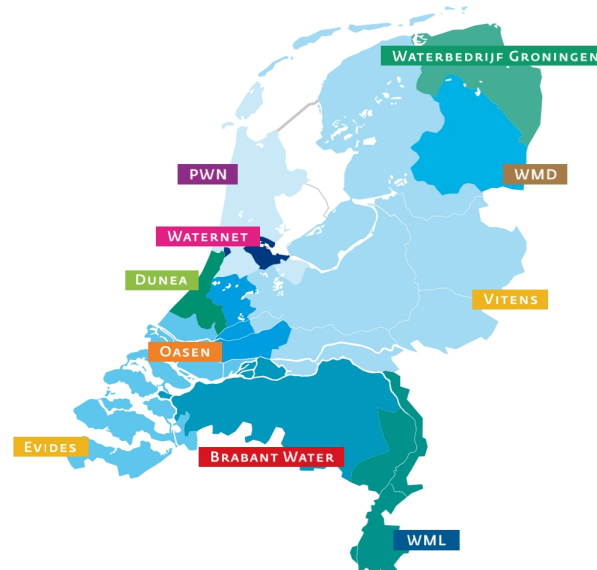 Waterbedrijf Groningen
PWN
WMD
Waternet
Dunea
Vitens
Oasen
Evides
Brabant Water
WML